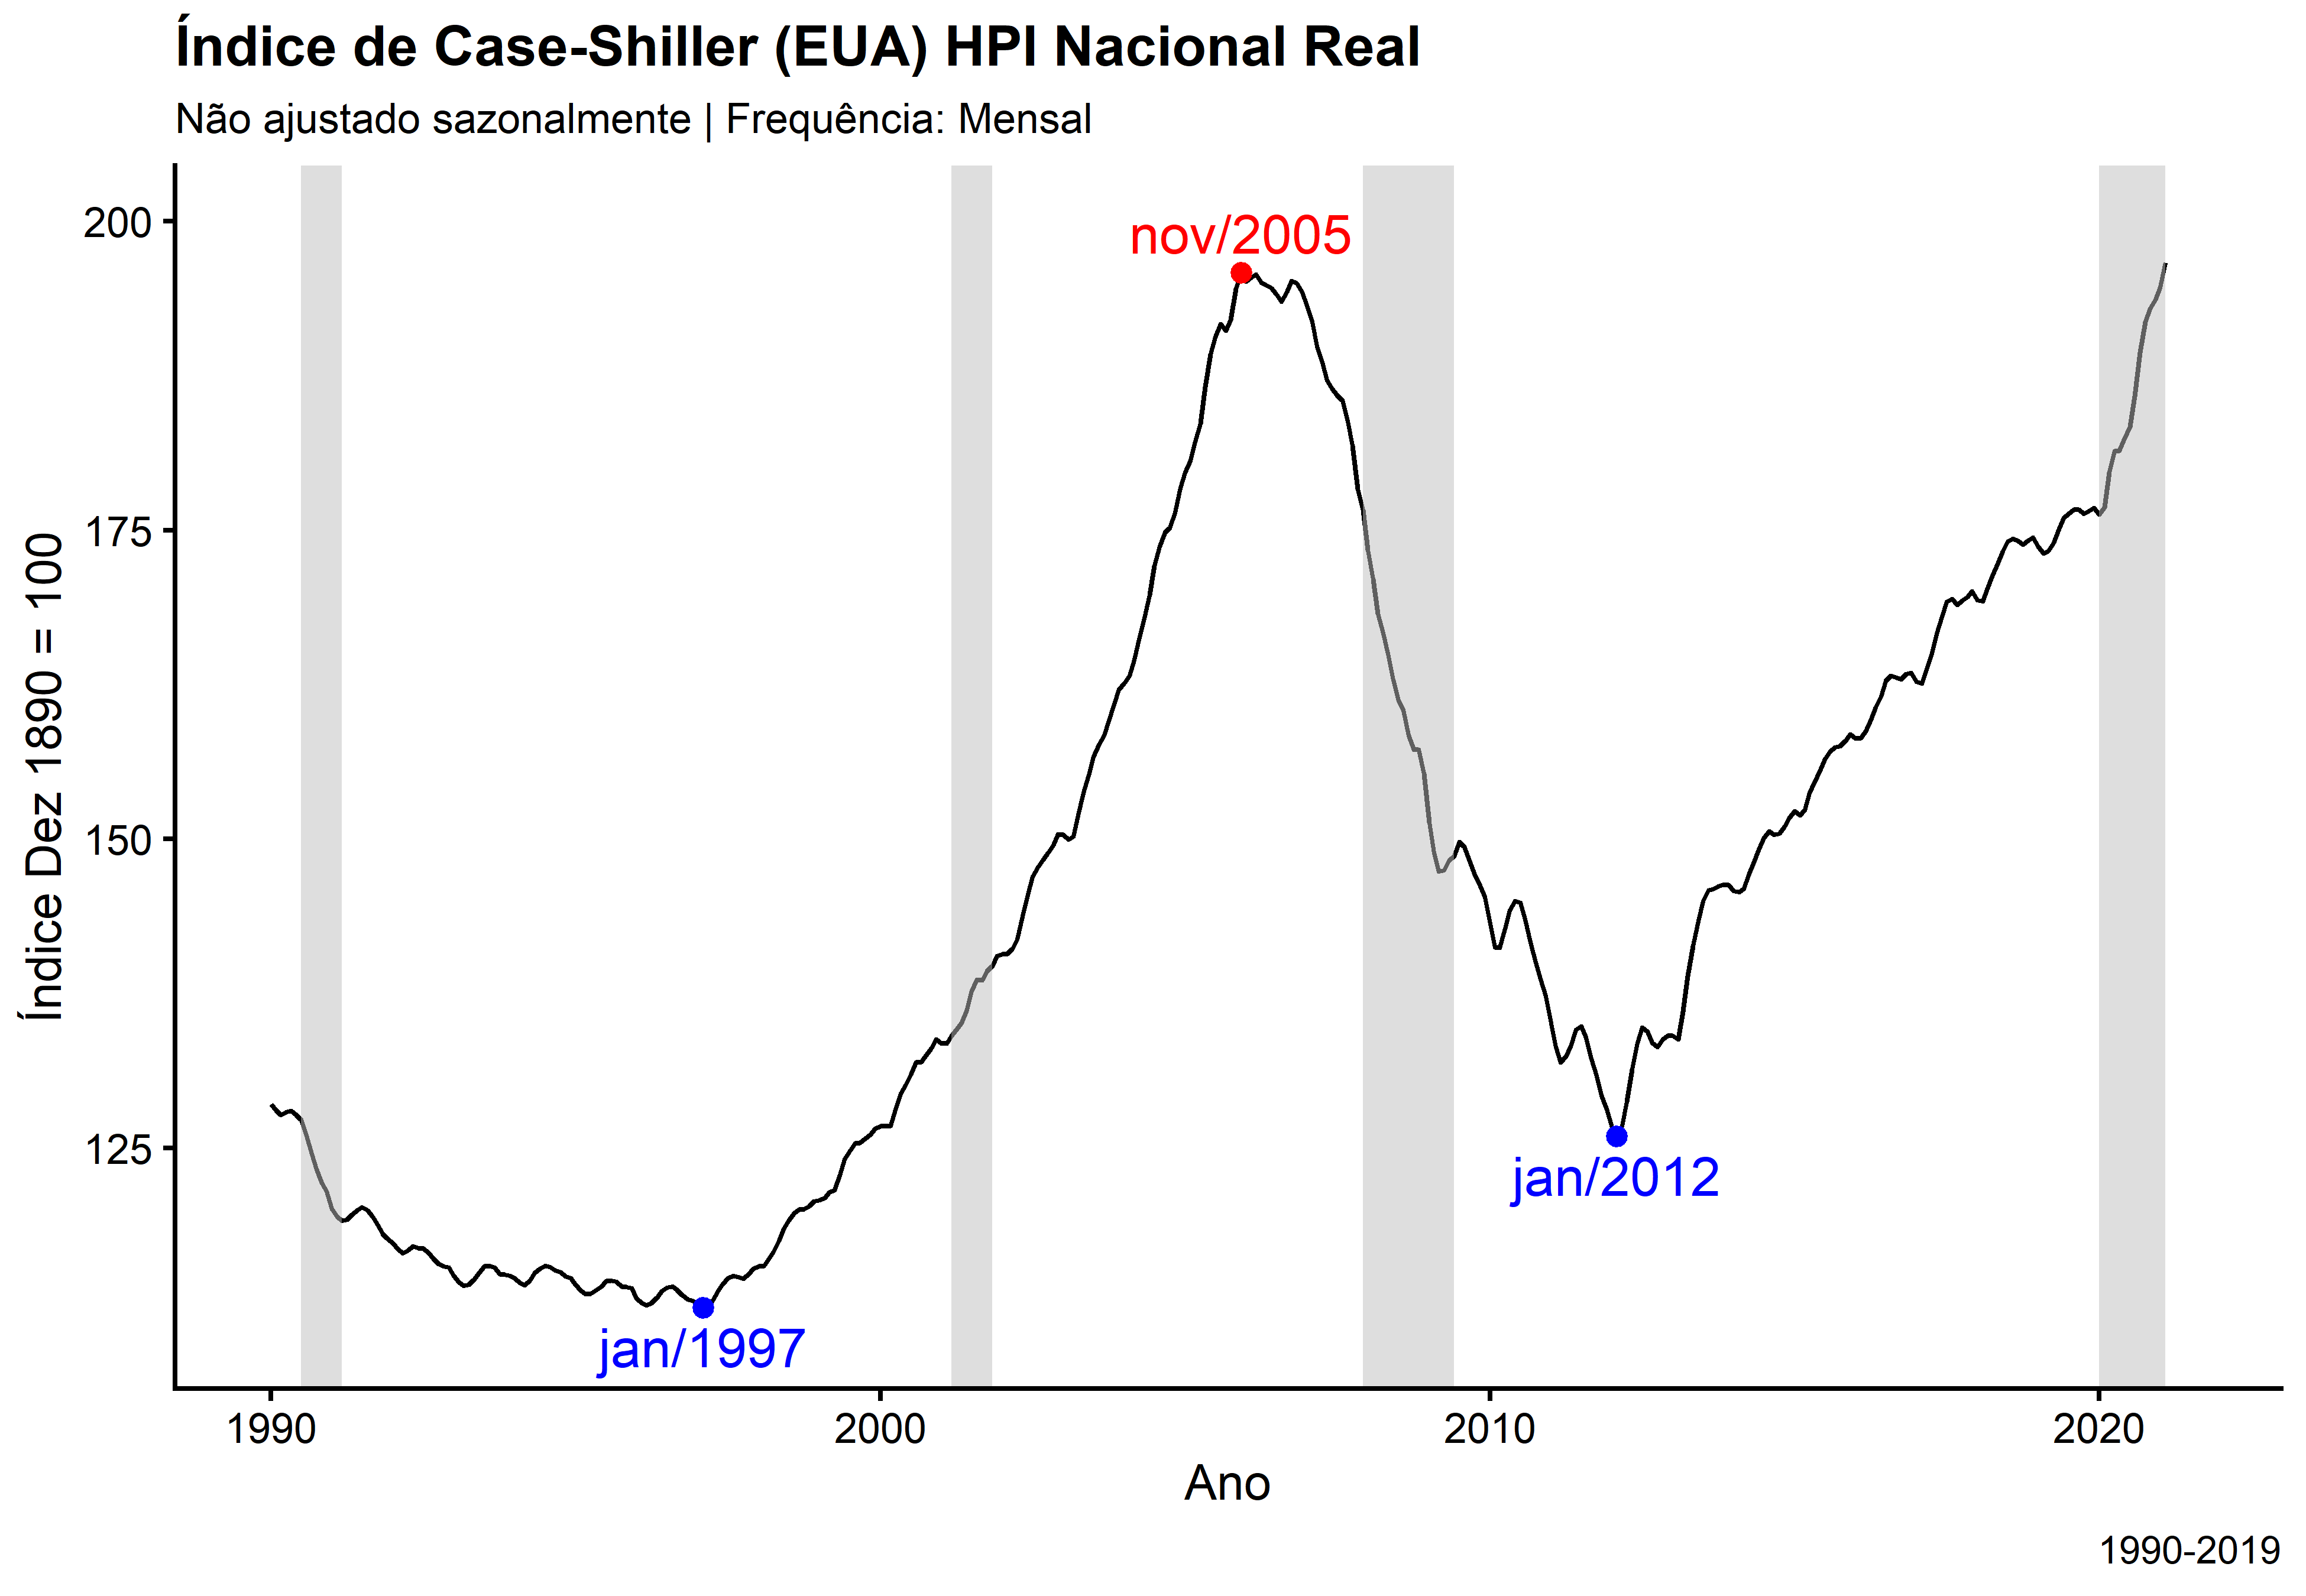 Índice de Case-Shiller (EUA) HPI Nacional Real
Não ajustado sazonalmente | Frequência: Mensal
Índice Dez 1890 = 100
200
175
150
125
nov/2005
jan/2012
jan/1997
1990
2000
2010
2020
Ano
1990-2019